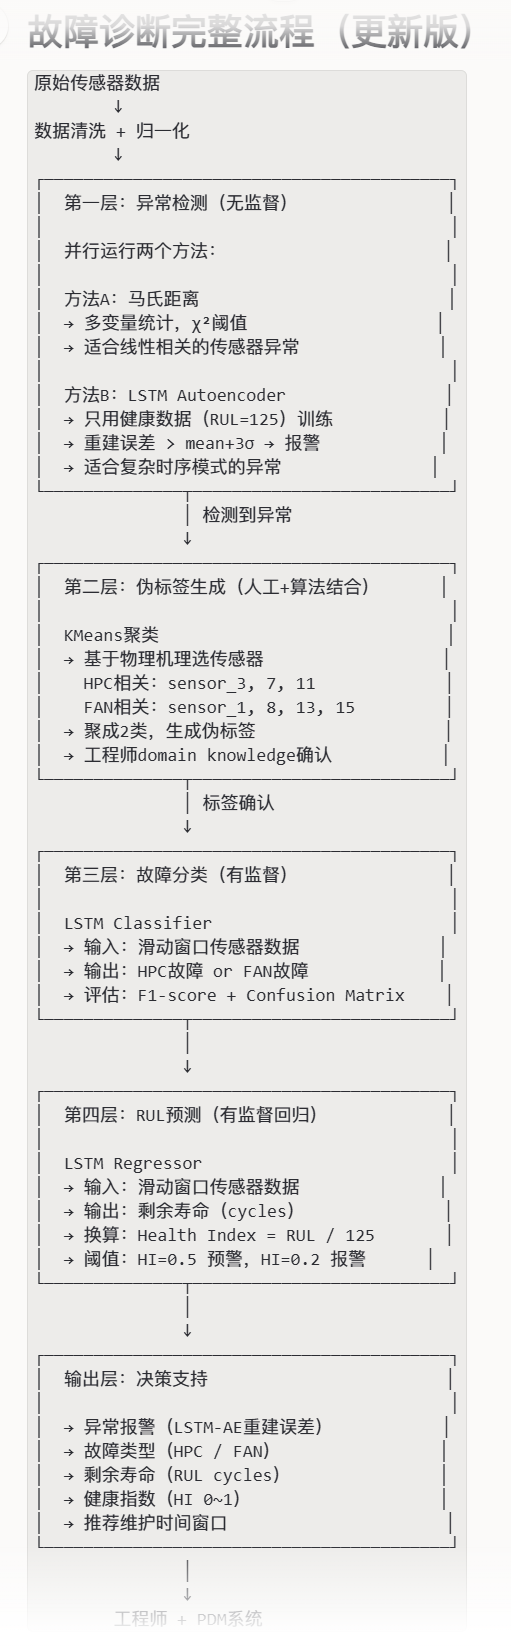 故障诊断完整流程（更新版）
原始传感器数据
↓
数据清洗 + 归一化
↓
第一层：异常检测（无监督）
并行运行两个方法：
方法A：马氏距离
→ 多变量统计，χ²阈值
→ 适合线性相关的传感器异常
方法B：LSTM Autoencoder
→ 只用健康数据（RUL=125）训练
→ 重建误差 > mean+3σ → 报警
→ 适合复杂时序模式的异常
检测到异常
↓
第二层：伪标签生成（人工+算法结合）
KMeans聚类
→ 基于物理机理选传感器
HPC相关：sensor_3, 7, 11
FAN相关：sensor_1, 8, 13, 15
→ 聚成2类，生成伪标签
→ 工程师domain knowledge确认
标签确认
↓
第三层：故障分类（有监督）
LSTM Classifier
→ 输入：滑动窗口传感器数据
→ 输出：HPC故障 or FAN故障
→ 评估：F1-score + Confusion Matrix
↓
第四层：RUL预测（有监督回归）
LSTM Regressor
→ 输入：滑动窗口传感器数据
→ 输出：剩余寿命（cycles）
→ 换算：Health Index = RUL / 125
→ 阈值：HI=0.5 预警，HI=0.2 报警
↓
输出层：决策支持
→ 异常报警（LSTM-AE重建误差）
→ 故障类型（HPC / FAN）
→ 剩余寿命（RUL cycles）
→ 健康指数（HI 0~1）
→ 推荐维护时间窗口
↓
工程师 + PDM系统